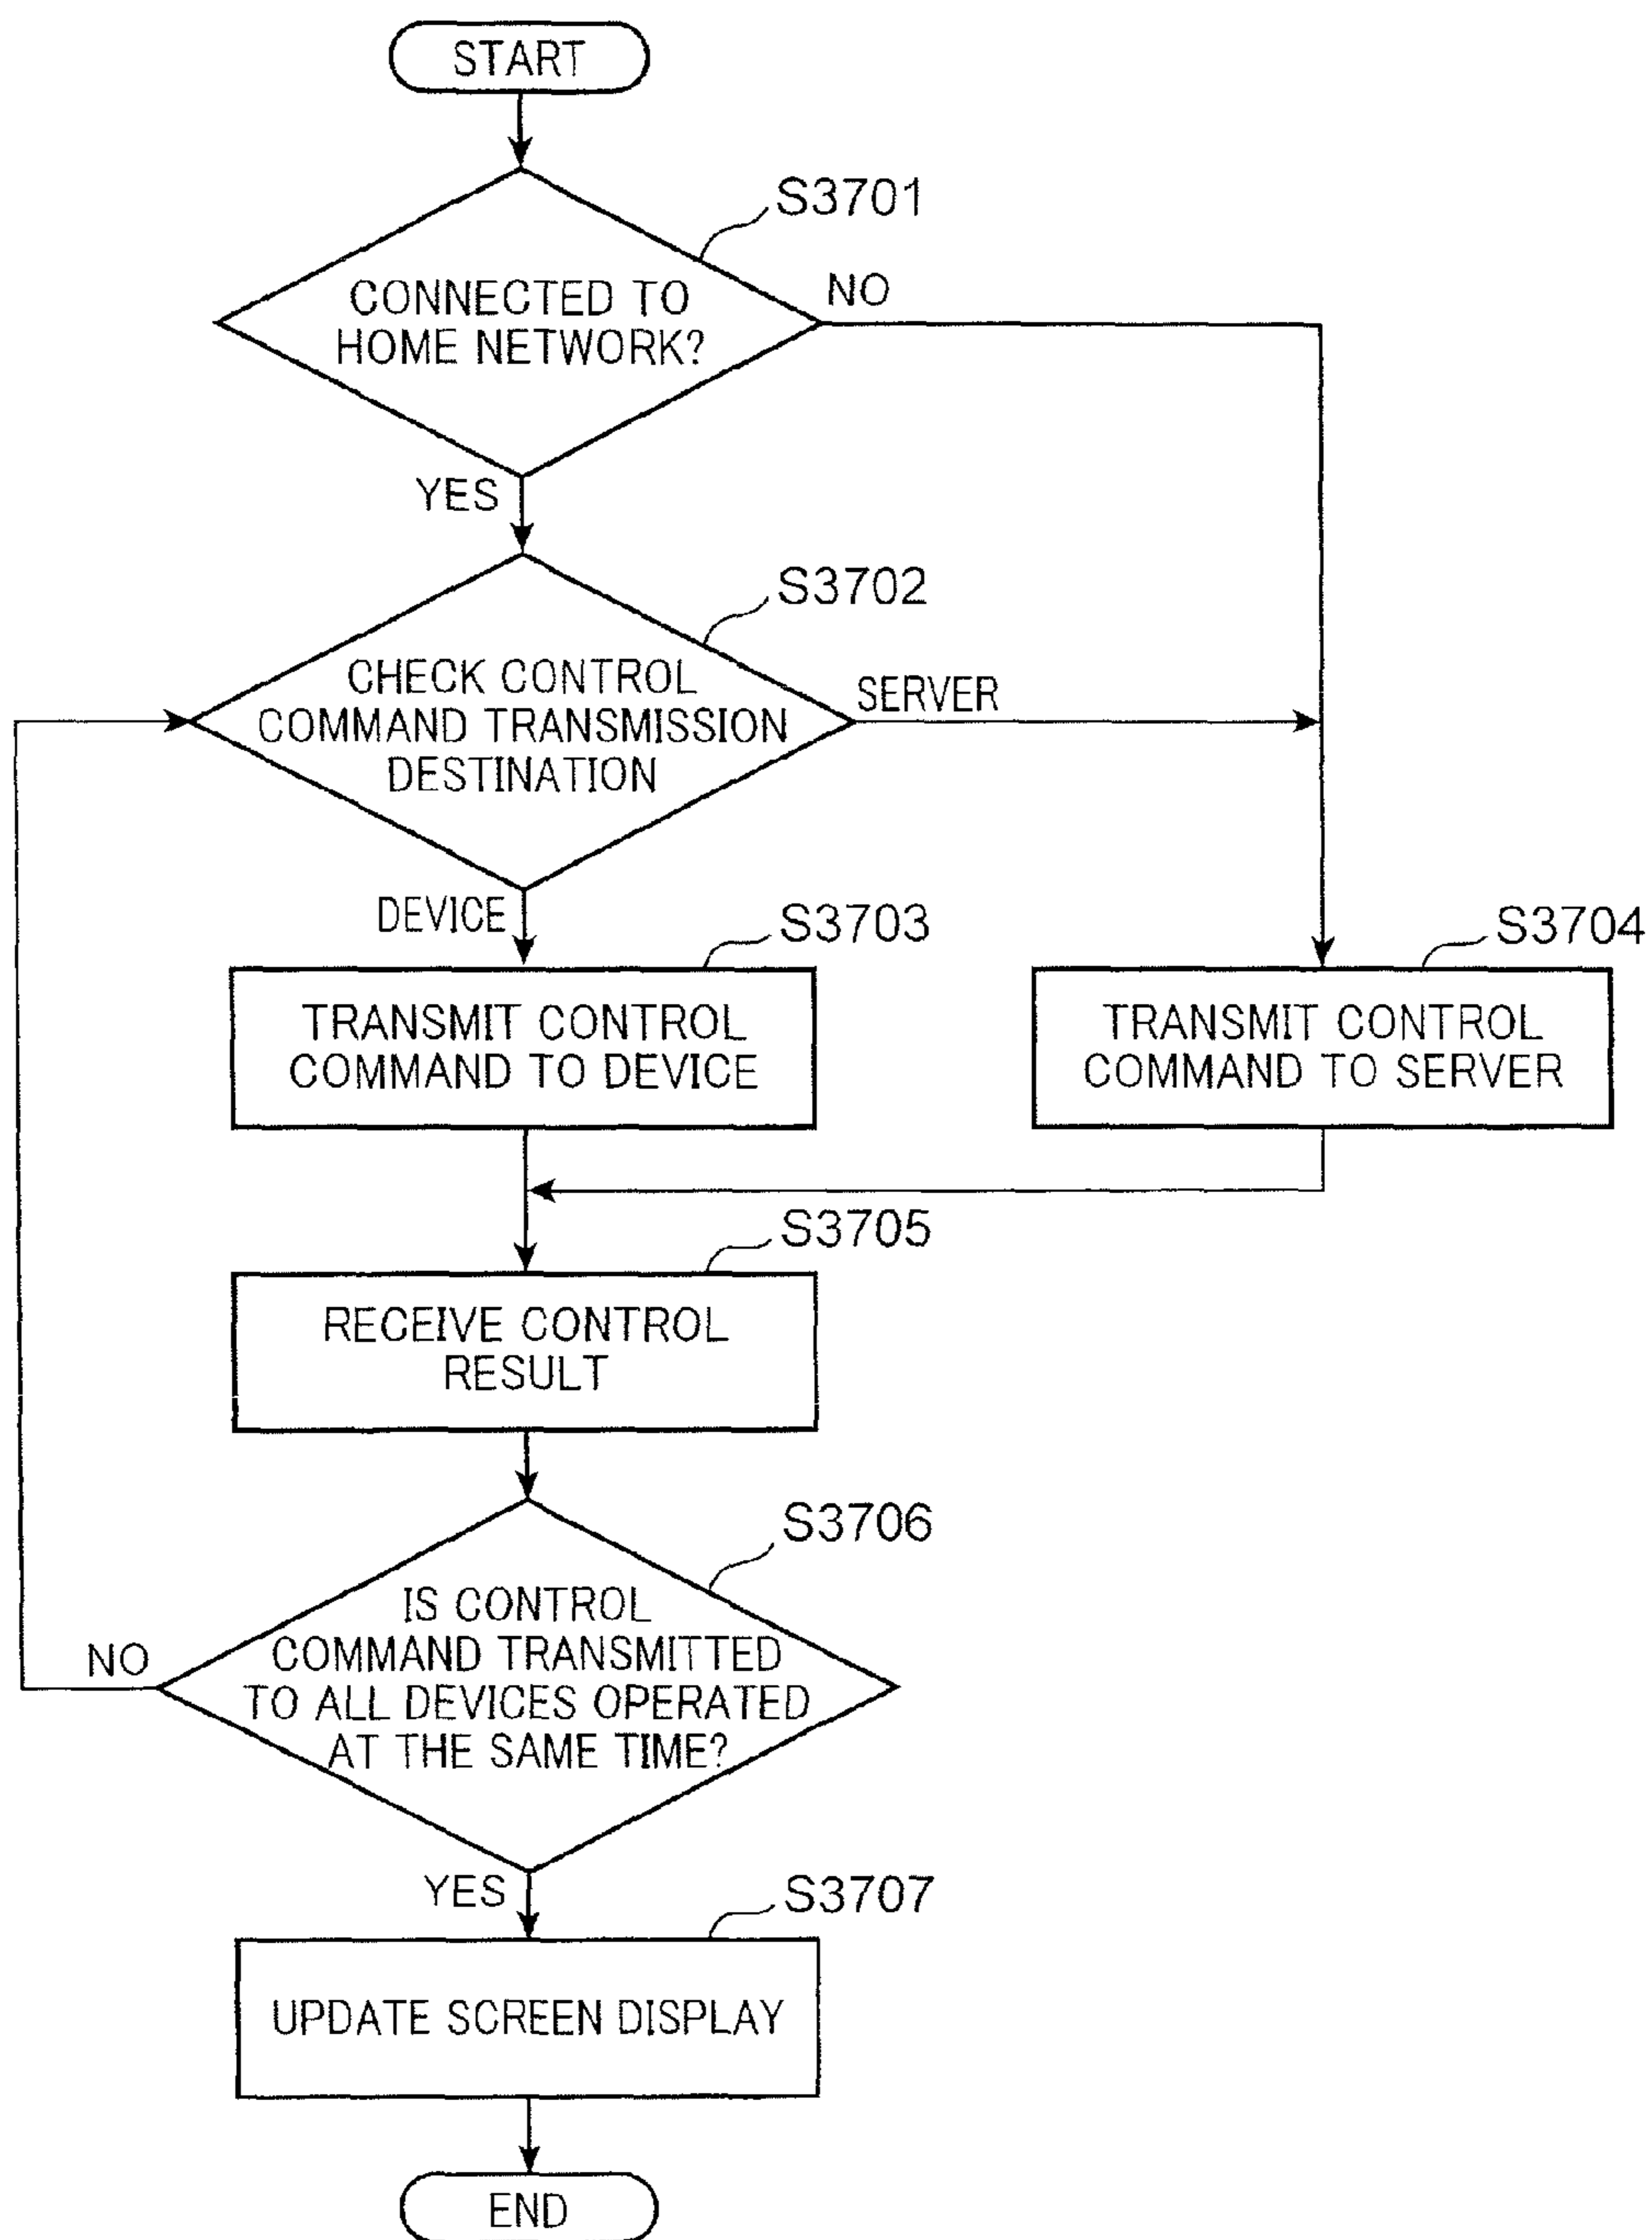 START
S3701
CONNECTED TO
HOME NETWORK?
NO
YES
S3702
CHECK CONTROL
COMMAND TRANSMISSION
DESTINATION
SERVER
DEVICE
S3703
TRANSMIT CONTROL
COMMAND TO DEVICE
S3704
TRANSMIT CONTROL
COMMAND TO SERVER
S3705
RECEIVE CONTROL
RESULT
S3706
IS CONTROL
COMMAND TRANSMITTED
TO ALL DEVICES OPERATED
AT THE SAME TIME?
NO
YES
S3707
UPDATE SCREEN DISPLAY
END